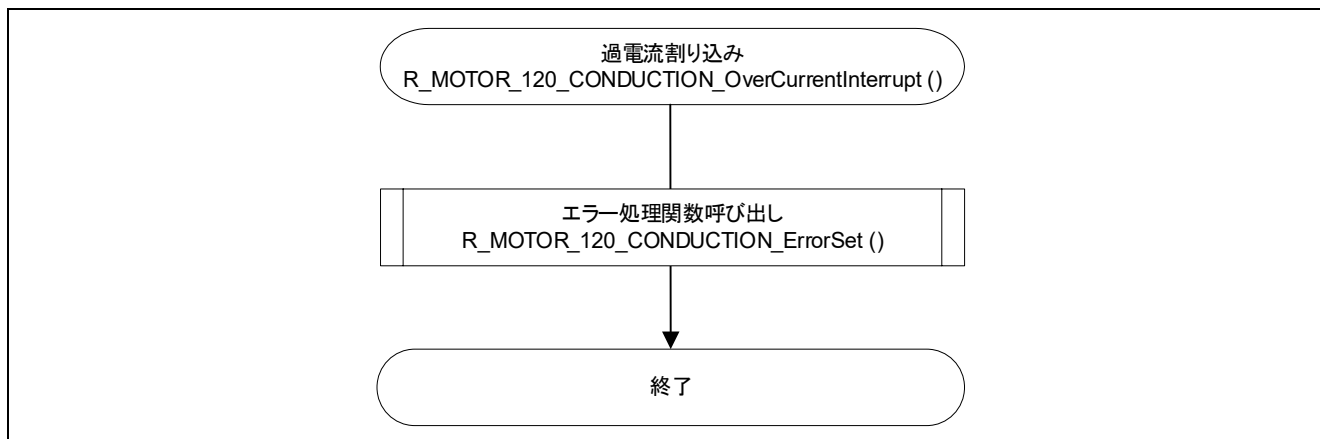 過電流割り込み
R_MOTOR_120_CONDUCTION_OverCurrentInterrupt ()
エラー処理関数呼び出し
R_MOTOR_120_CONDUCTION_ErrorSet ()
終了